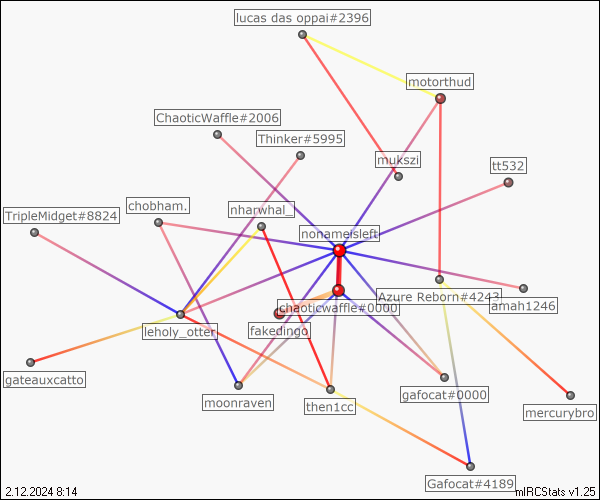 lucas das oppai#2396
motorthud
ChaoticWaffle#2006
Thinker#5995
mukszi
tt532
chobham.
nharwhal_
TripleMidget#8824
nonameisleft
Azure Reborn#4243
chaoticwaffle#0000
amah1246
fakedingo
leholy_otter
gateauxcatto
moonraven
then1cc
gafocat#0000
mercurybro
Gafocat#4189
2.12.2024 8:14
mIRCStats v1.25